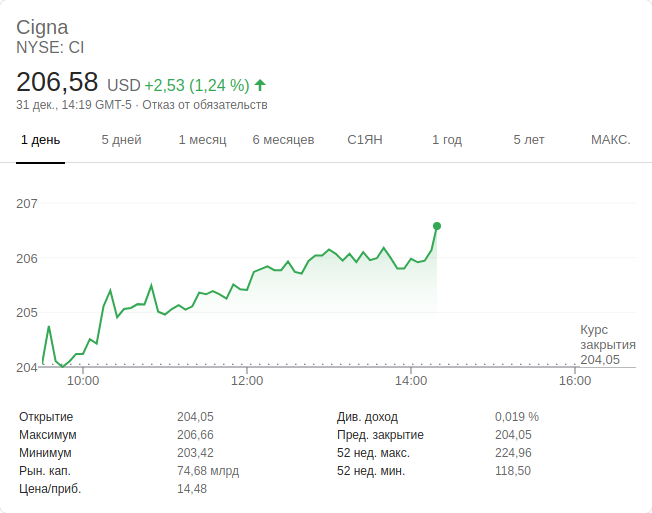 Cigna
NYSE: CI
206,58 USD +2,53 (1,24 %)
31 дек., 14:19 GMT-5 · Отказ от обязательств
1 день 5 дней 1 месяц 6 месяцев С1ЯН 1 год 5 лет МАКС.
207
206
205
204
Курс
закрытия
204,05
10:00 12:00 14:00 16:00
Открытие 204,05 Див. доход 0,019 %
Максимум 206,66 Пред. закрытие 204,05
Минимум 203,42 52 нед. макс. 224,96
Рын. кап. 74,68 млрд 52 нед. мин. 118,50
Цена/приб. 14,48